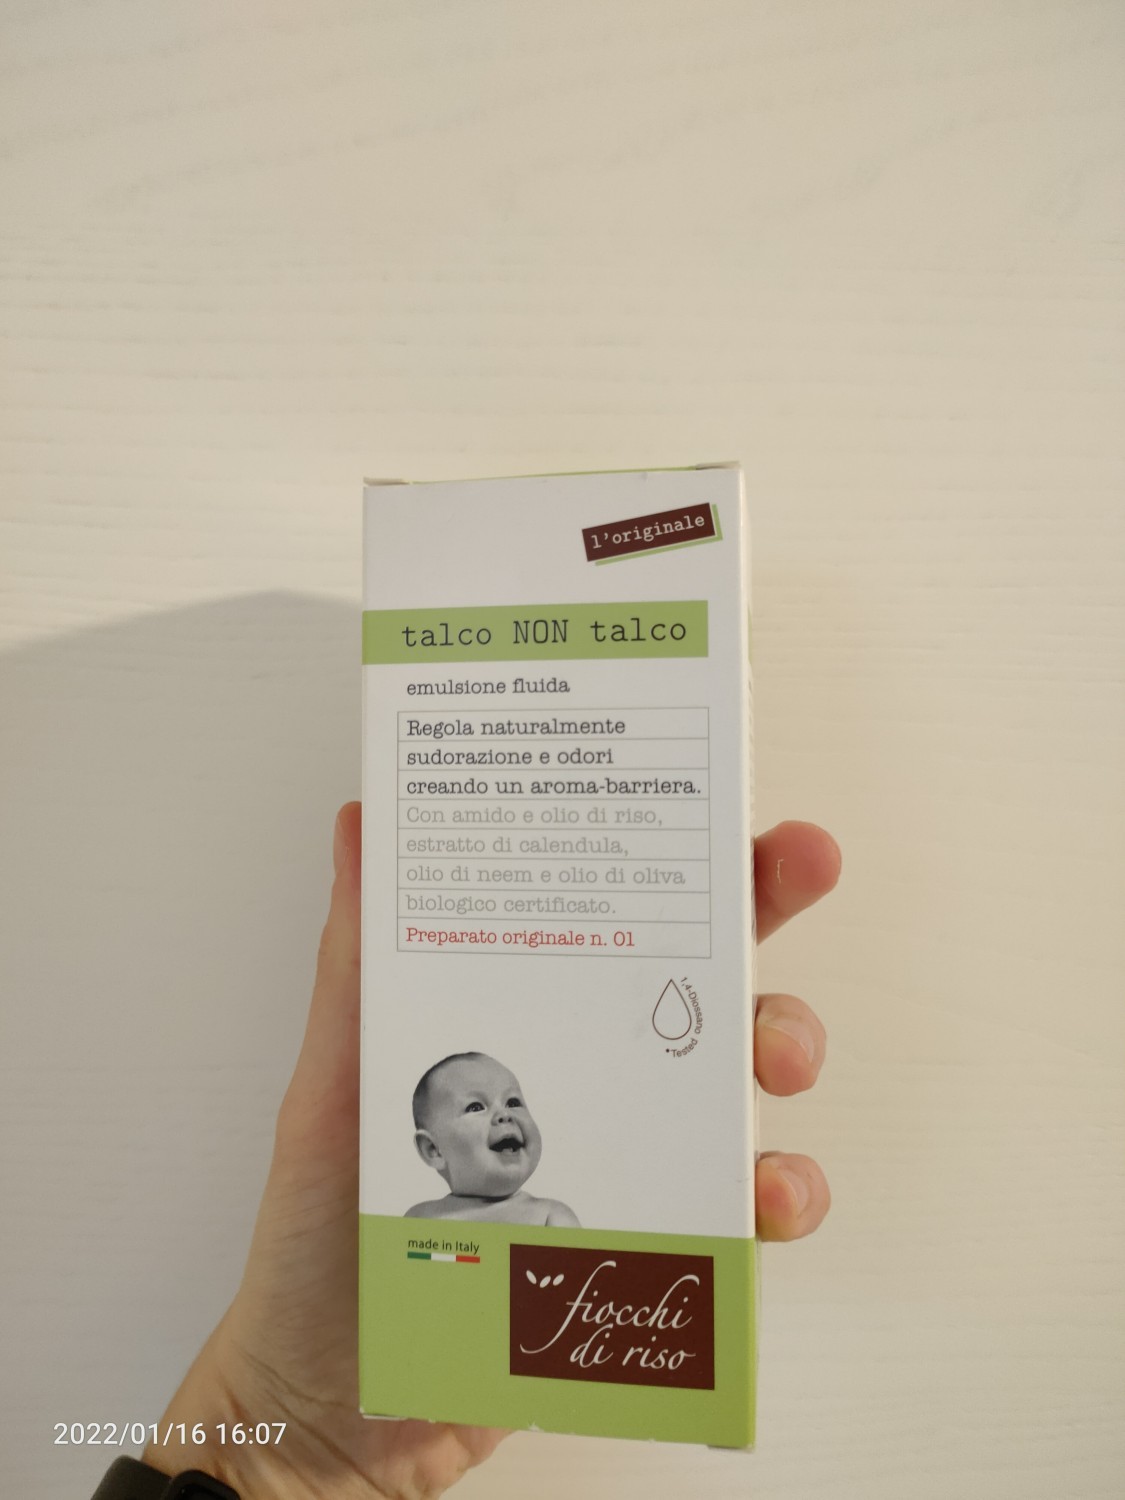 l'originale
talco NON talco
emulsione fluida
Regola naturalmente
sudorazione e odori
creando un aroma-barriera.
Con amido e olio di riso,
estratto di calendula,
olio di neem e olio di oliva
biologico certificato.
Preparato originale n. 01
1,4-Diossano
*Tested
made in Italy
fiocchi
di riso
2022/01/16 16:07